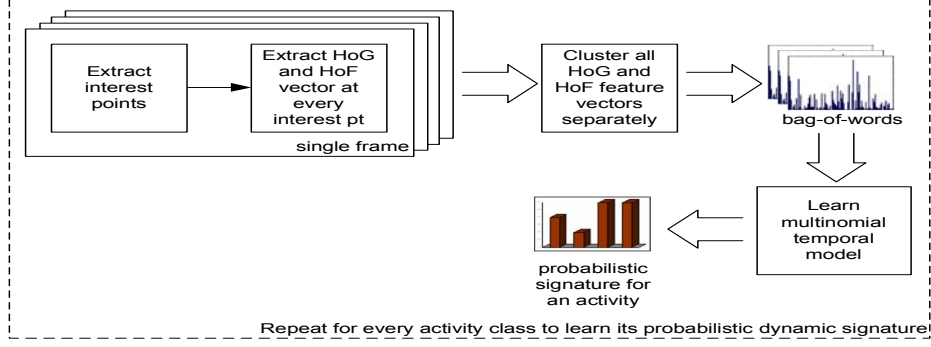 Extract
interest
points
Extract HoG
and HoF
vector at
every
interest pt
single frame
Cluster all
HoG and
HoF feature
vectors
separately
bag-of-words
Learn
multinomial
temporal
model
probabilistic
signature for
an activity
Repeat for every activity class to learn its probabilistic dynamic signature